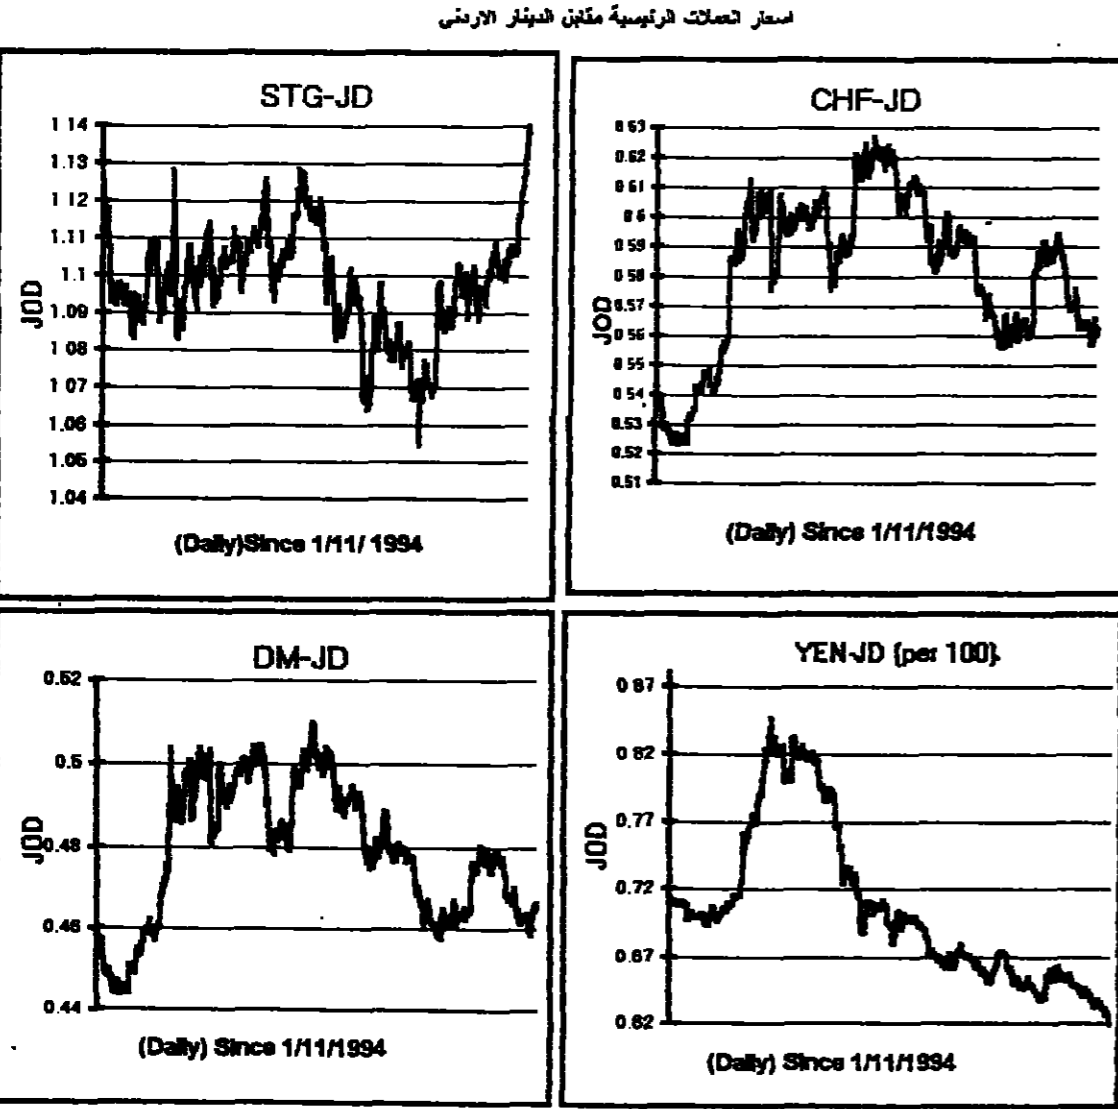 اسعار العملات الرئيسية مقابل الدينار الاردني
STG-JD
1 14
1.13
1.12
1.11
1.1
1.09
1 08
1 07
1.06
1.05
1.04
JOD
(Daily)Since 1/11/ 1994
CHF-JD
0 53
0.62
0.61
0.6
0.59
0.58
0.57
0.56
0.55
0.54
0.53
0.52
0.51
JOD
(Daily) Since 1/11/1994
DM-JD
0.52
0.5
0.48
0.46
0.44
JOD
(Daily) Since 1/11/1994
YEN-JD {per 100}
0 87
0.82
0.77
0.72
0.67
0.62
JOD
(Daily) Since 1/11/1994